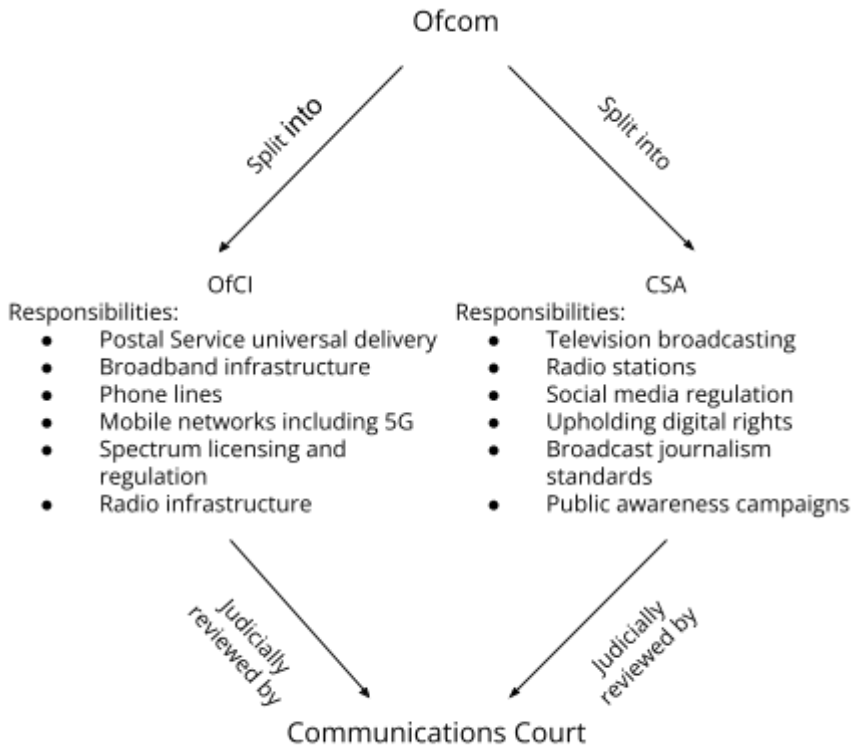 Ofcom
Split into
Split into
OfCI
Responsibilities:
● Postal Service universal delivery
● Broadband infrastructure
● Phone lines
● Mobile networks including 5G
● Spectrum licensing and
regulation
● Radio infrastructure
CSA
Responsibilities:
● Television broadcasting
● Radio stations
● Social media regulation
● Upholding digital rights
● Broadcast journalism
standards
● Public awareness campaigns
Judicially
reviewed by
Judicially
reviewed by
Communications Court